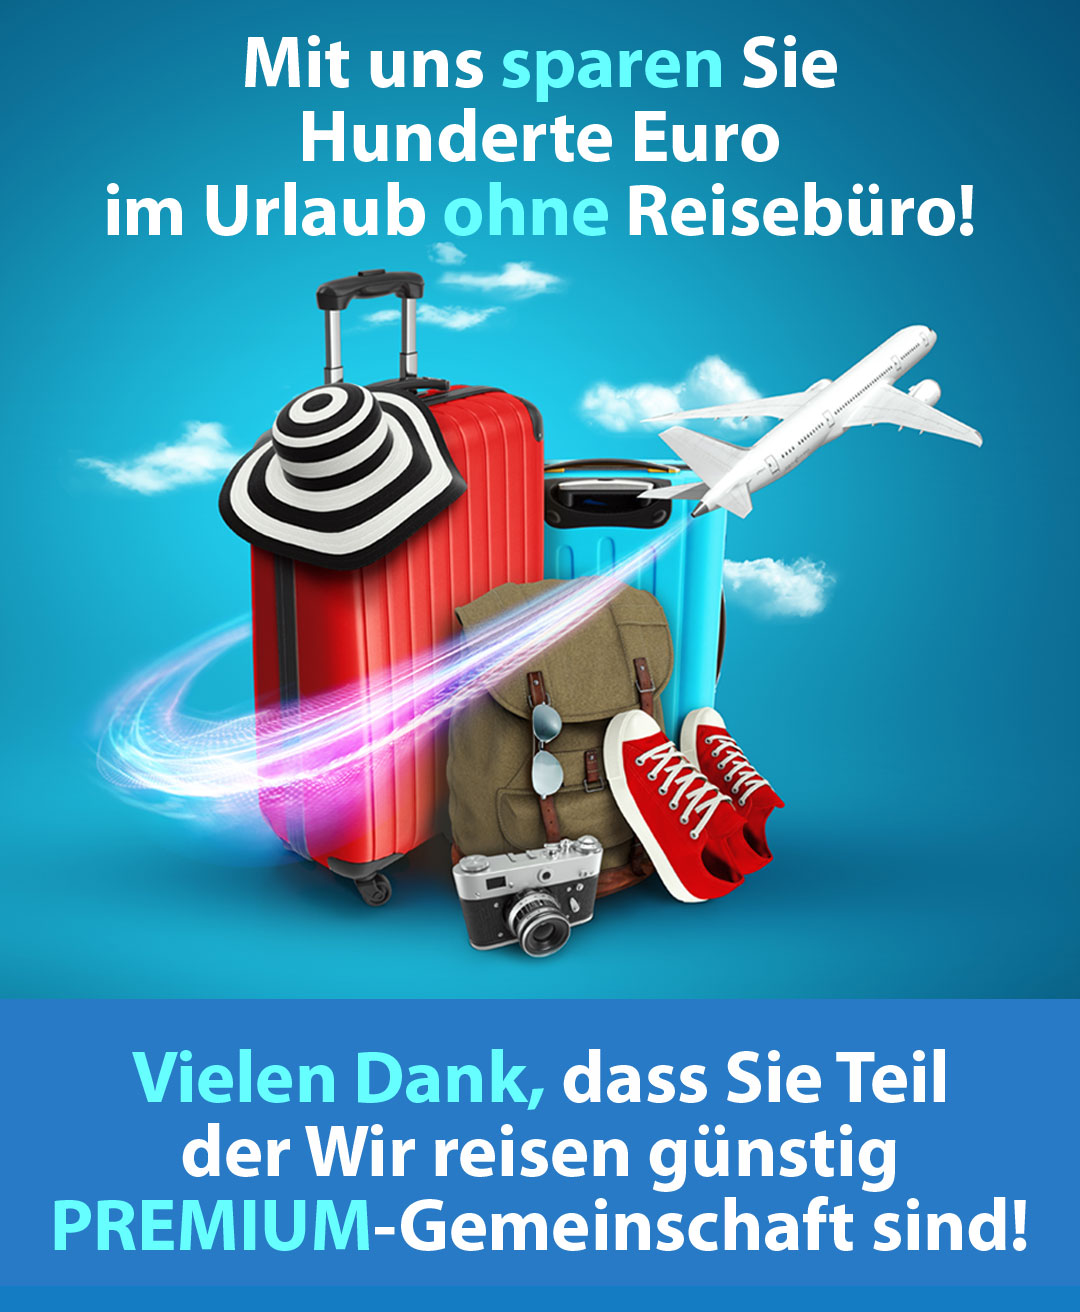 Mit uns sparen Sie
Hunderte Euro
im Urlaub ohne Reisebüro!
Vielen Dank, dass Sie Teil
der Wir reisen günstig
PREMIUM-Gemeinschaft sind!